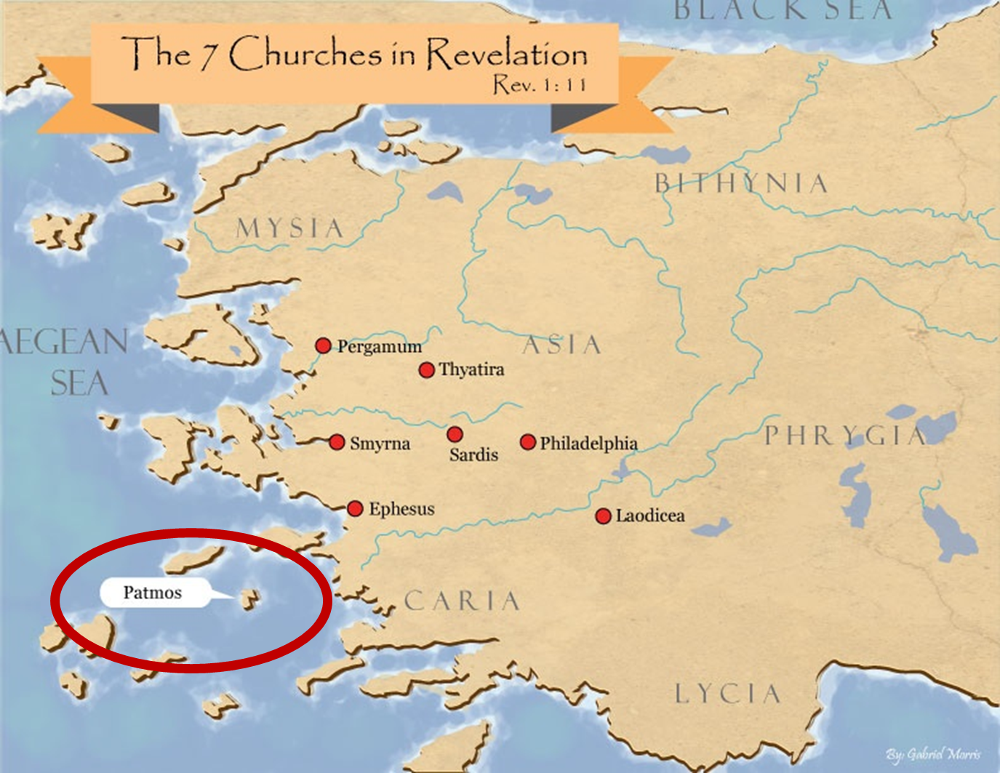 BLACK SEA
The 7 Churches in Revelation
Rev. 1:11
BITHYNIA
MYSIA
AEGEAN
SEA
ASIA
Pergamum
Thyatira
PHRYGIA
Smyrna
Sardis
Philadelphia
Ephesus
Laodicea
Patmos
CARIA
LYCIA
By: Gabriel Morris